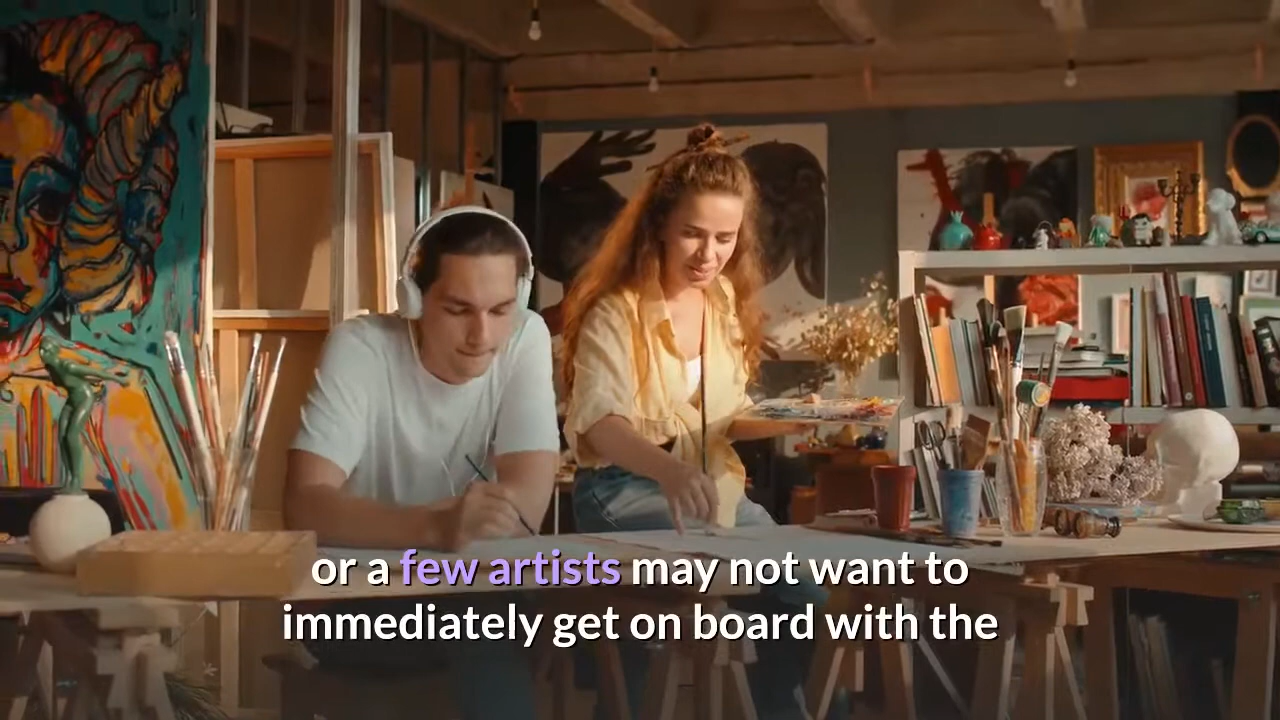 or a few artists may not want to
immediately get on board with the